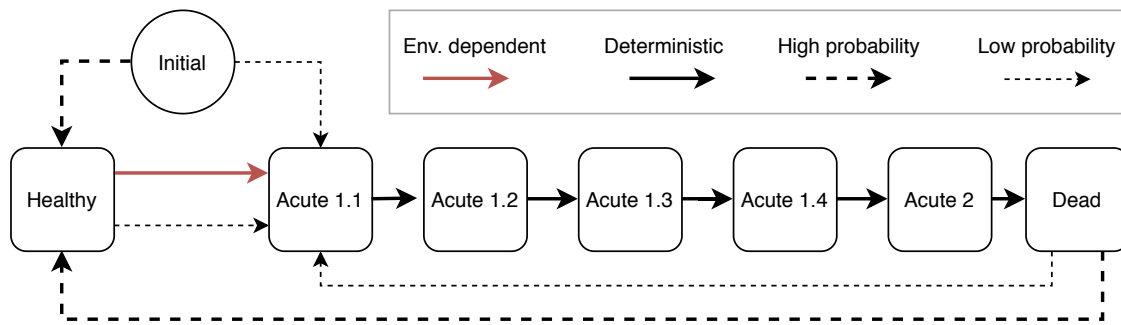 Env. dependent
Deterministic
High probability
Low probability
Initial
Healthy
Acute 1.1
Acute 1.2
Acute 1.3
Acute 1.4
Acute 2
Dead